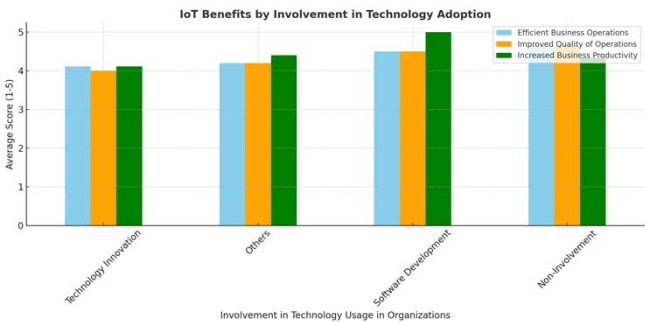 IoT Benefits by Involvement in Technology Adoption
Efficient Business Operations
Improved Quality of Operations
Increased Business Productivity
Average Score (1-5)
5
4
3
2
1
0
Technology Innovation
Others
Software Development
Non-Involvement
Involvement in Technology Usage in Organizations